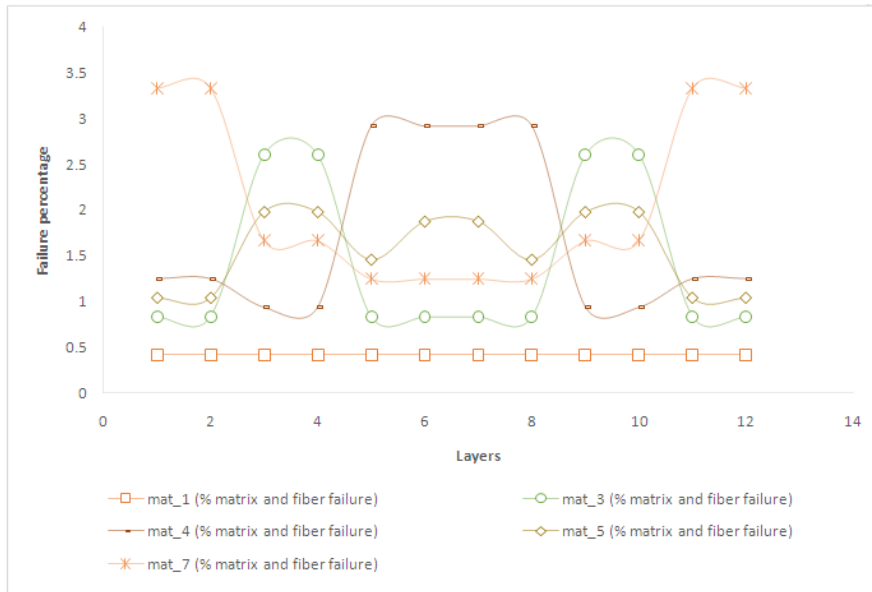 4
3.5
3
2.5
2
1.5
1
0.5
0
Failure percentage
0 2 4 6 8 10 12 14
Layers
mat_1 (% matrix and fiber failure) mat_3 (% matrix and fiber failure)
mat_4 (% matrix and fiber failure) mat_5 (% matrix and fiber failure)
mat_7 (% matrix and fiber failure)